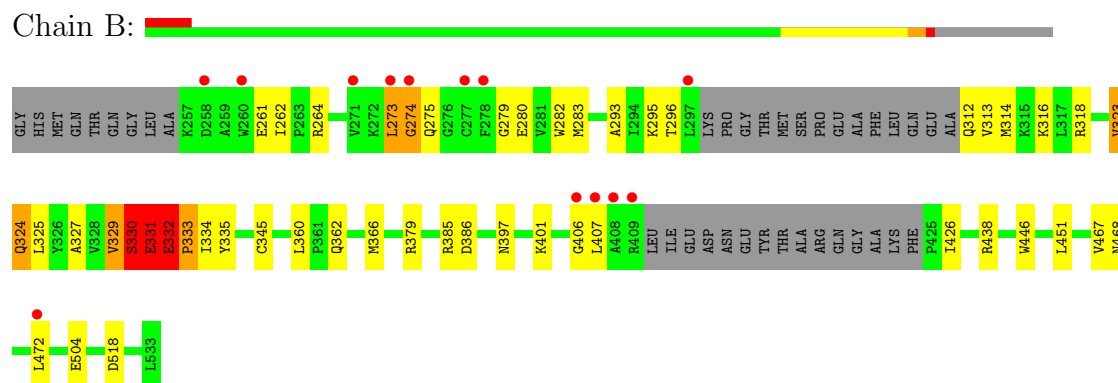 Chain B:
GLY HIS MET GLN THR GLN GLY LEU ALA K257 D258 A259 W260 E261 I262 P263 R264 V271 K272 L273 G274 Q275 G276 C277 F278 G279 E280 V281 W282 M283 A293 I294 K295 T296 L297 LYS PRO GLY THR MET SER PRO GLU ALA PHE LEU GLN GLU ALA Q312 V313 M314 K315 K316 L317 R318 V323
Q324 L325 Y326 A327 V328 V329 S330 E331 E332 P333 I334 Y335 C345 L360 P361 Q362 M366 R379 R385 D386 N397 K401 G406 L407 A408 R409 LEU ILE GLU ASP ASN GLU TYR THR ALA ARG GLN GLY ALA LYS PHE P425 I426 R438 W446 L451 V467 N468
L472 E504 D518 L533